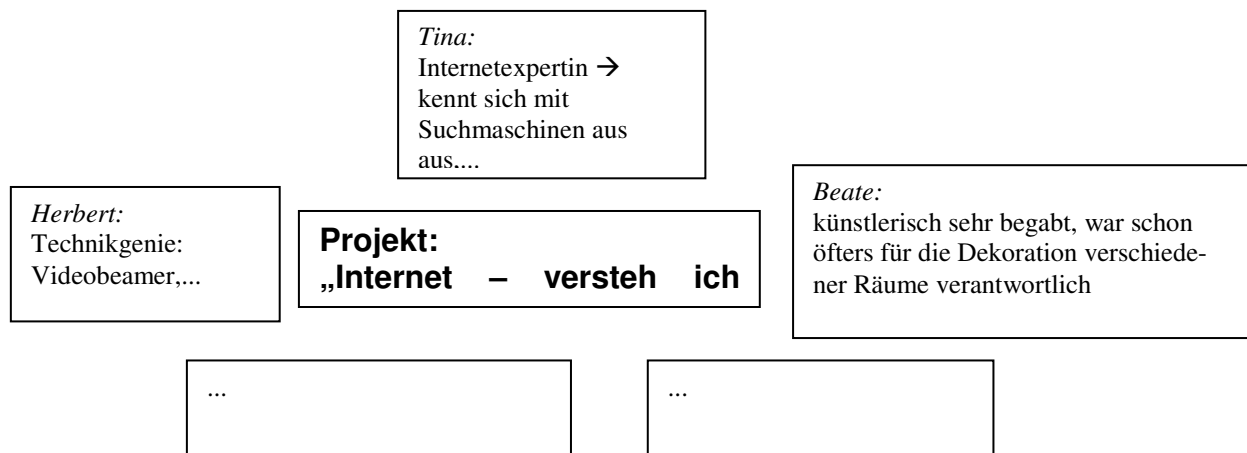 Tina:
Internetexpertin →
kennt sich mit
Suchmaschinen aus
aus....
Herbert:
Technikgenie:
Videobeamer,...
Projekt:
„Internet – versteh ich
Beate:
künstlerisch sehr begabt, war schon
öfters für die Dekoration verschiede-
ner Räume verantwortlich
...
...